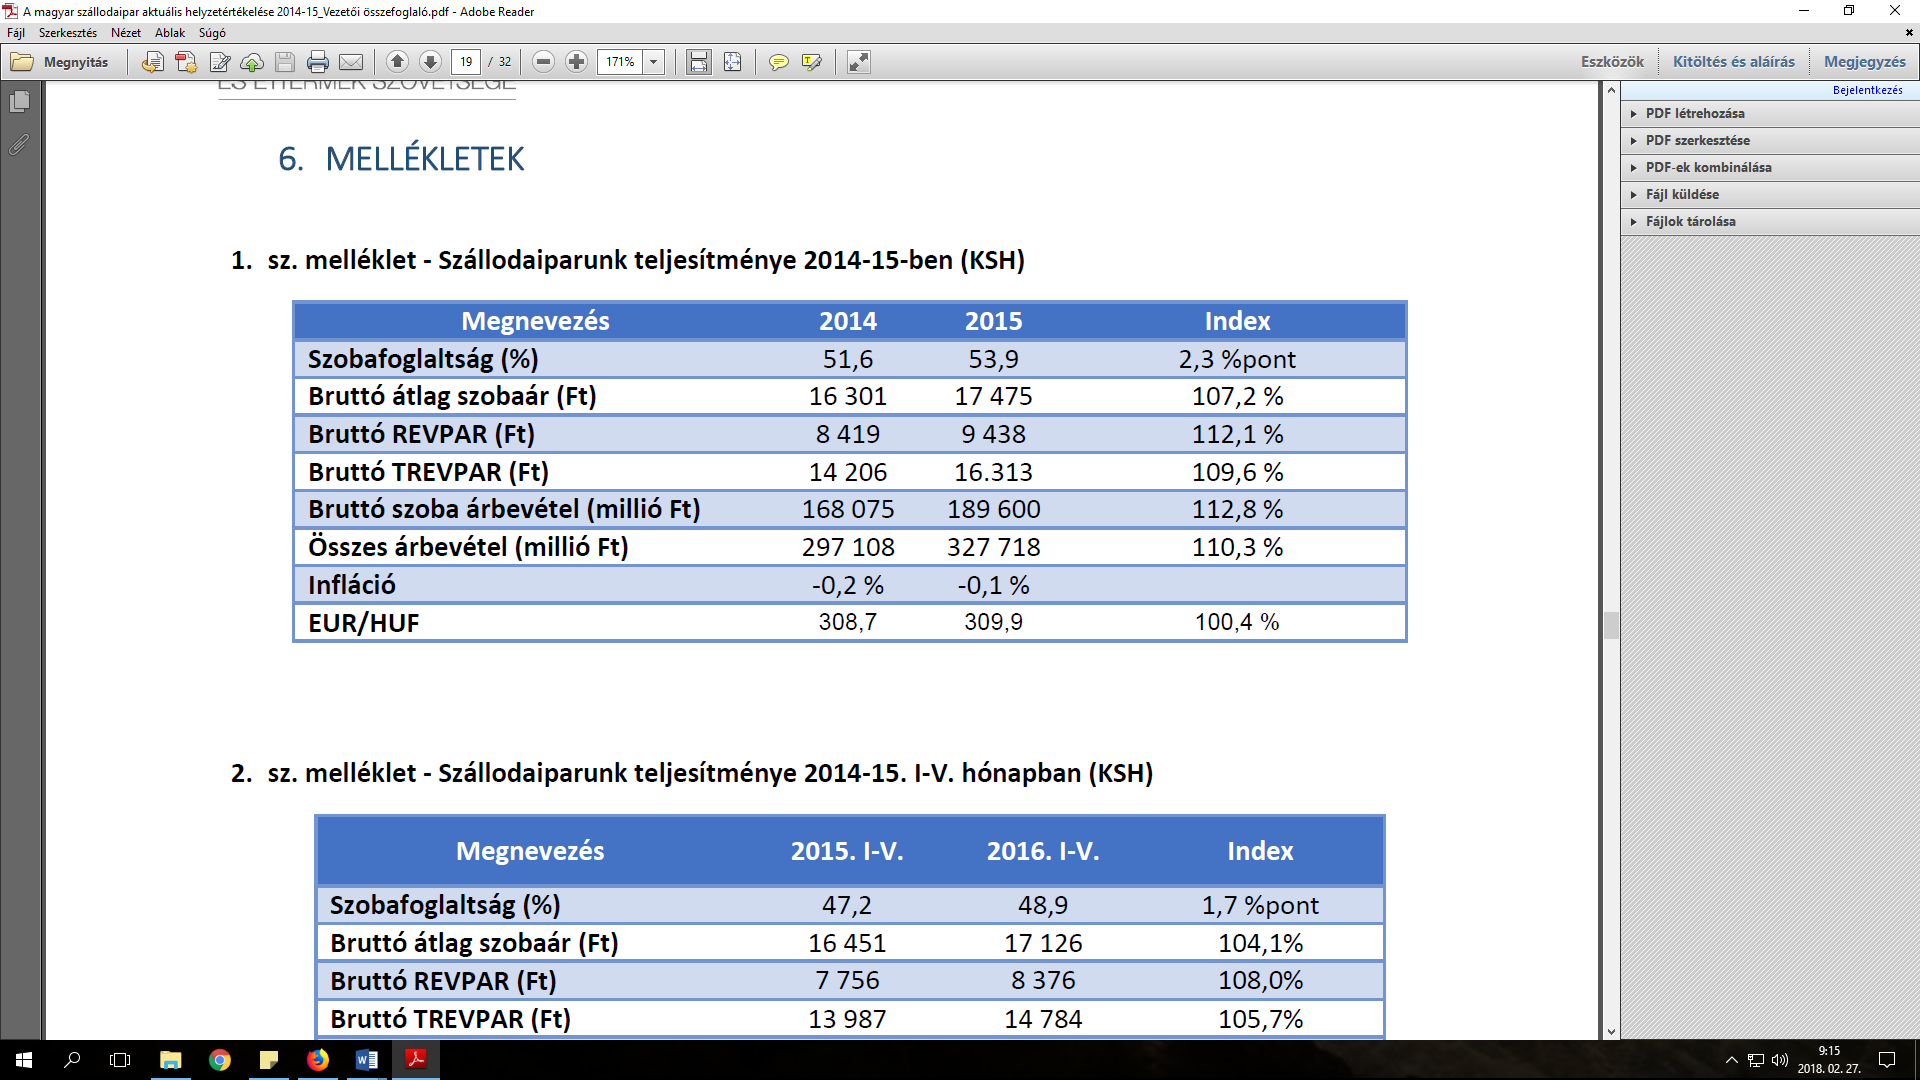 A magyar szállodaipar aktuális helyzetértékelése 2014-15_Vezetői összefoglaló.pdf - Adobe Reader
Fájl Szerkesztés Nézet Ablak Súgó
Megnyitás 19 / 32 171% Eszközök Kitöltés és aláírás Megjegyzés
Bejelentkezés
PDF létrehozása
PDF szerkesztése
PDF-ek kombinálása
Fájl küldése
Fájlok tárolása
ÉS ÉTTERMEK SZÖVETSÉGE
6. MELLÉKLETEK
1. sz. melléklet - Szállodaiparunk teljesítménye 2014-15-ben (KSH)
Megnevezés 2014 2015 Index
Szobafoglaltság (%) 51,6 53,9 2,3 %pont
Bruttó átlag szobaár (Ft) 16 301 17 475 107,2 %
Bruttó REVPAR (Ft) 8 419 9 438 112,1 %
Bruttó TREVPAR (Ft) 14 206 16.313 109,6 %
Bruttó szoba árbevétel (millió Ft) 168 075 189 600 112,8 %
Összes árbevétel (millió Ft) 297 108 327 718 110,3 %
Infláció -0,2 % -0,1 %
EUR/HUF 308,7 309,9 100,4 %
2. sz. melléklet - Szállodaiparunk teljesítménye 2014-15. I-V. hónapban (KSH)
Megnevezés 2015. I-V. 2016. I-V. Index
Szobafoglaltság (%) 47,2 48,9 1,7 %pont
Bruttó átlag szobaár (Ft) 16 451 17 126 104,1%
Bruttó REVPAR (Ft) 7 756 8 376 108,0%
Bruttó TREVPAR (Ft) 13 987 14 784 105,7%
9:15
2018. 02. 27.